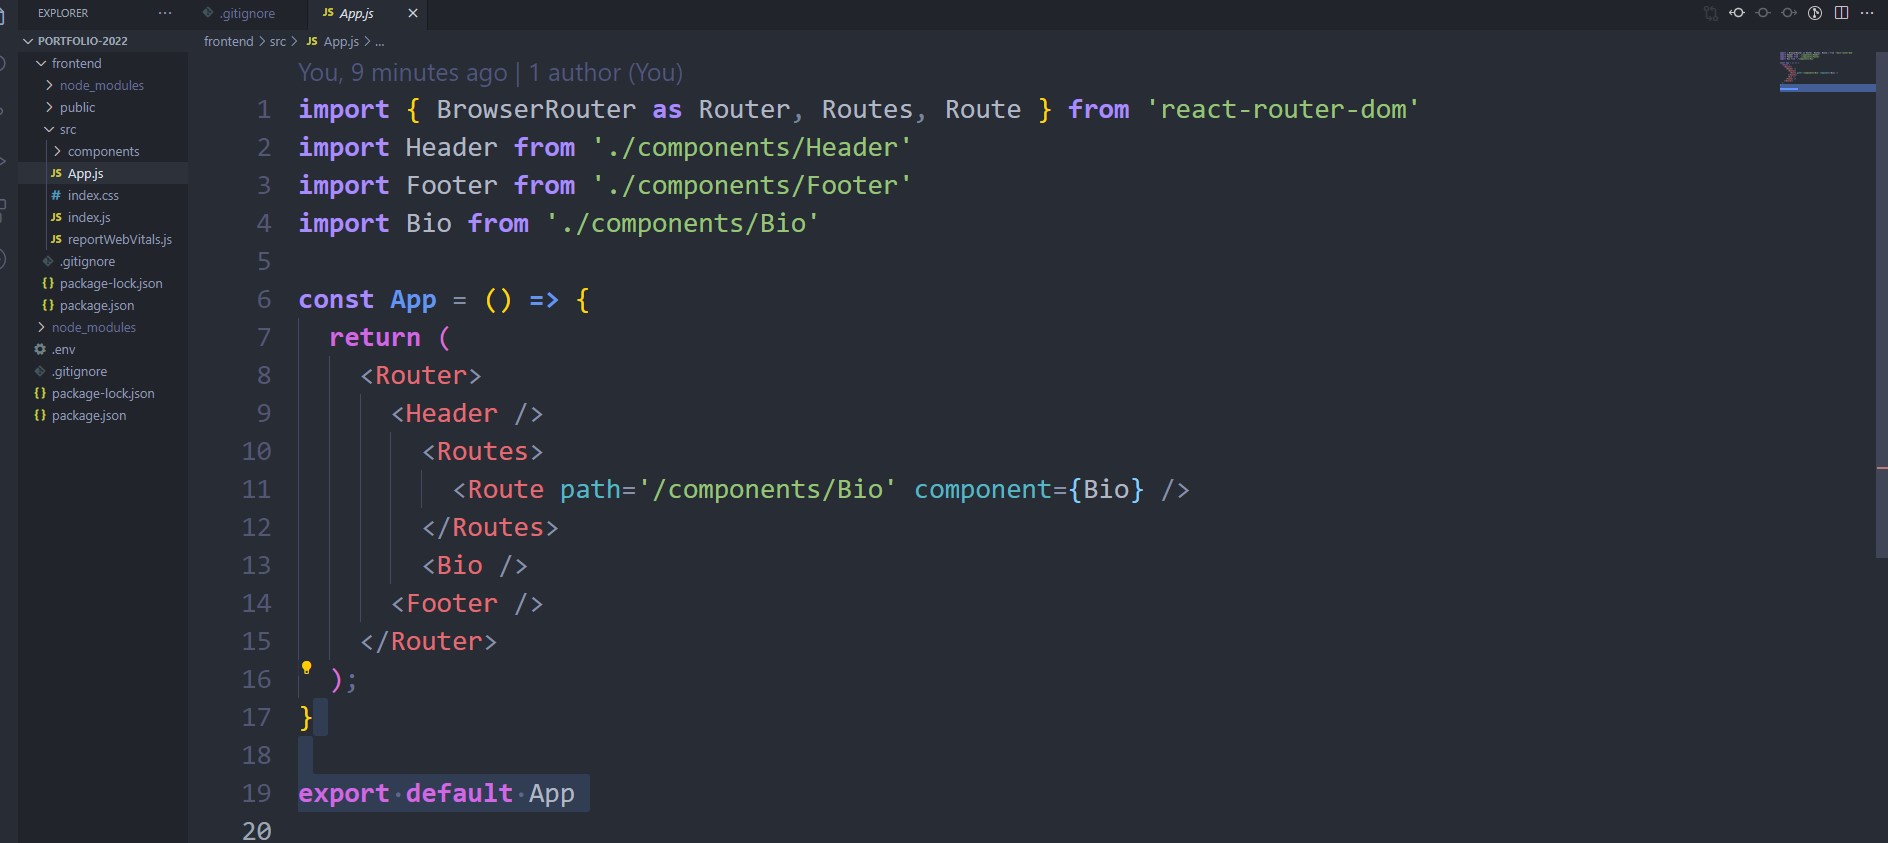 EXPLORER
PORTFOLIO-2022
frontend
node_modules
public
src
components
JS App.js
# index.css
JS index.js
JS reportWebVitals.js
.gitignore
{} package-lock.json
{} package.json
node_modules
.env
.gitignore
{} package-lock.json
{} package.json
.gitignore
JS App.js
frontend > src > JS App.js > ...
You, 9 minutes ago | 1 author (You)
1 import { BrowserRouter as Router, Routes, Route } from 'react-router-dom'
2 import Header from './components/Header'
3 import Footer from './components/Footer'
4 import Bio from './components/Bio'
5
6 const App = () => {
7 return (
8 <Router>
9 <Header />
10 <Routes>
11 <Route path='/components/Bio' component={Bio} />
12 </Routes>
13 <Bio />
14 <Footer />
15 </Router>
16 );
17 }
18
19 export default App
20